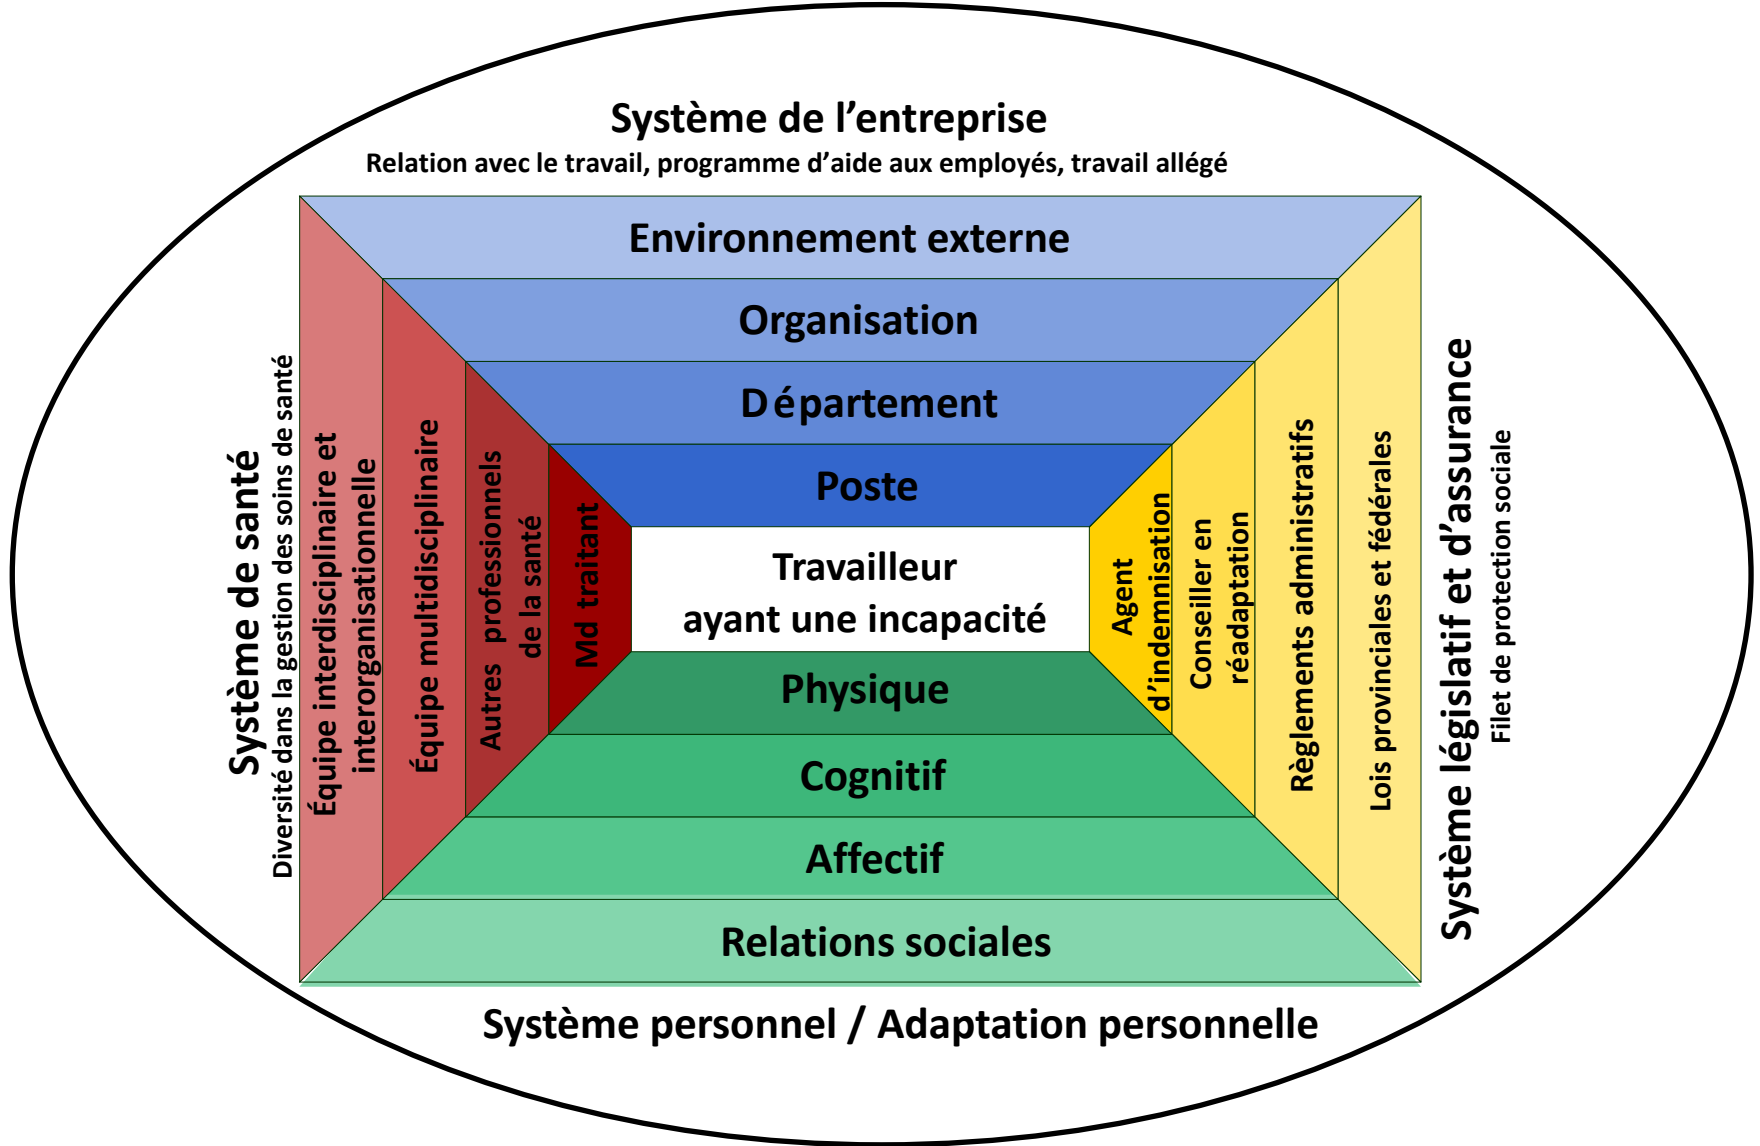 Système de l’entreprise
Relation avec le travail, programme d’aide aux employés, travail allégé
Environnement externe
Organisation
Département
Poste
Travailleur
ayant une incapacité
Physique
Cognitif
Affectif
Relations sociales
Système personnel / Adaptation personnelle
Système de santé
Diversité dans la gestion des soins de santé
Équipe interdisciplinaire et
interorganisationnelle
Équipe multidisciplinaire
Autres professionnels
de la santé
Md traitant
Agent
d’indemnisation
Conseiller en
réadaptation
Règlements administratifs
Lois provinciales et fédérales
Système législatif et d’assurance
Filet de protection sociale